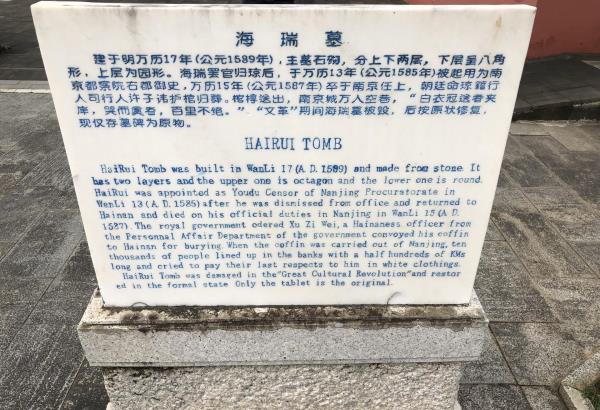 海瑞墓
建于明万历17年(公元1589年),主墓石砌,分上下两层,下层呈八角
形,上层为园形。海瑞罢官归琼后,于万历13年(公元1585年)被起用为南
京都察院右都御史,万历15年(公元1587年)卒于南京任上,朝廷命琼籍行
人司行人许子伟护棺归葬。棺椁送出,南京城万人空巷,"白衣冠送者夹
岸,哭而奠者,百里不绝。"."文革"期间海瑞墓被毁,后按原状修复,
现仅存墓碑为原物。
HAIRUI TOMB
HaiRui Tomb was built in WanLi 17(A.D.1589) and made from stone. It
has two layers and the upper one is octagon and the lower one is round.
HaiRui was appointed as Youdu Censor of Nanjing Procuratorate in
WenLi 13(A.D.1585) after he was dismissed from office and returned to
Hainan and died on his official duties in Nanjing in WanLi 15(A.D.
1587). The royal government odered Xu Zi Wei, a Hainaness officer from
the Personnal Affair Department of the government convoyed his coffin
to Hainan for burying. When the coffin was carried out of Nanjing, ten
thousands of people lined up in the banks with a half hundreds of KMs
long and cried to pay their last respects to him in white clothings.
HaiRui Tomb was damaged in the "Great Cultural Revolution" and restor
ed in the formal state Only the tablet is the original.